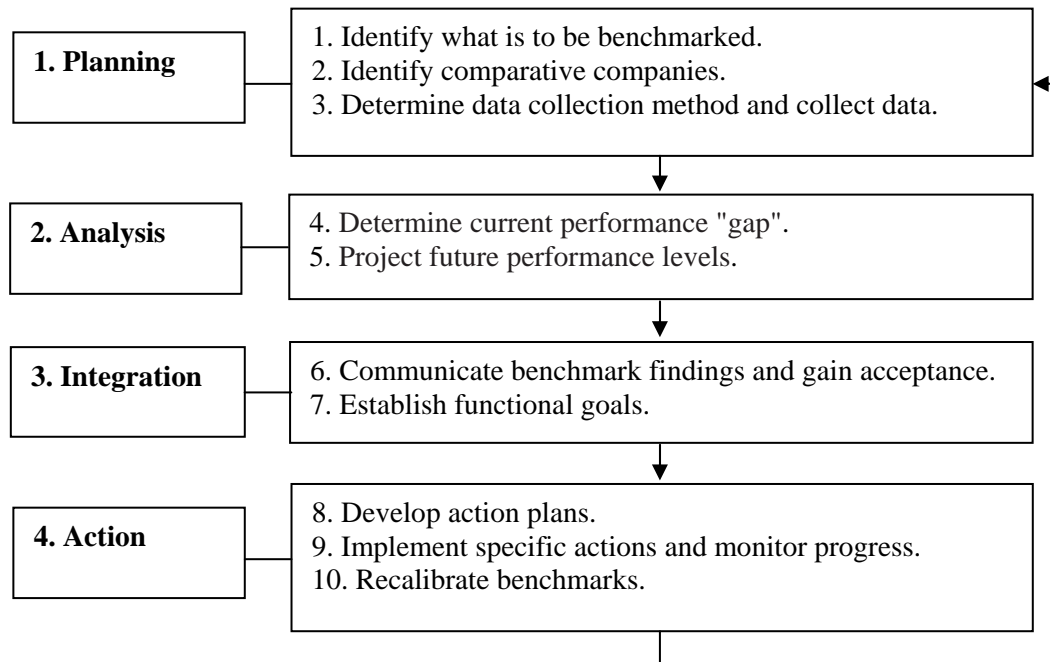 1. Planning
1. Identify what is to be benchmarked.
2. Identify comparative companies.
3. Determine data collection method and collect data.
2. Analysis
4. Determine current performance "gap".
5. Project future performance levels.
3. Integration
6. Communicate benchmark findings and gain acceptance.
7. Establish functional goals.
4. Action
8. Develop action plans.
9. Implement specific actions and monitor progress.
10. Recalibrate benchmarks.